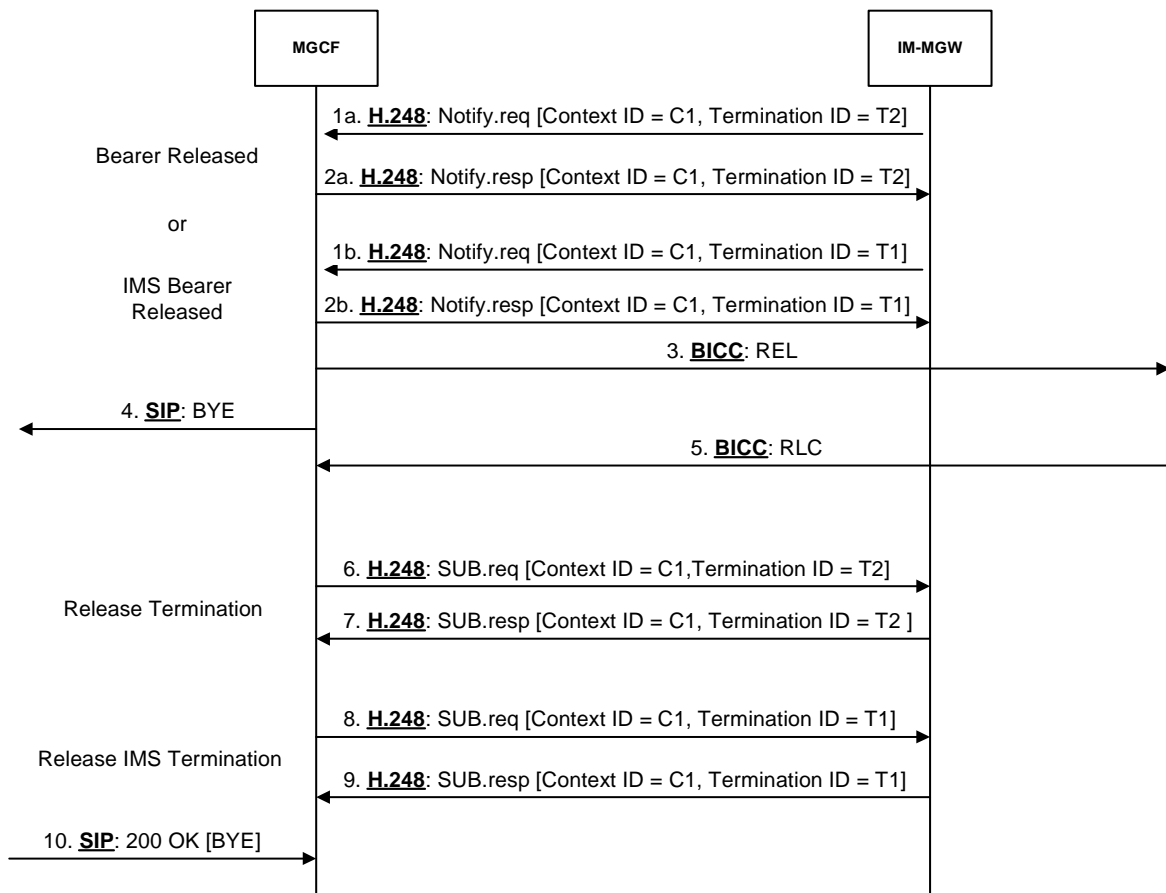 MGCF
IM-MGW
1a. H.248: Notify.req [Context ID = C1, Termination ID = T2]
Bearer Released
2a. H.248: Notify.resp [Context ID = C1, Termination ID = T2]
or
1b. H.248: Notify.req [Context ID = C1, Termination ID = T1]
IMS Bearer
Released
2b. H.248: Notify.resp [Context ID = C1, Termination ID = T1]
3. BICC: REL
4. SIP: BYE
5. BICC: RLC
6. H.248: SUB.req [Context ID = C1,Termination ID = T2]
Release Termination
7. H.248: SUB.resp [Context ID = C1, Termination ID = T2 ]
8. H.248: SUB.req [Context ID = C1, Termination ID = T1]
Release IMS Termination
9. H.248: SUB.resp [Context ID = C1, Termination ID = T1]
10. SIP: 200 OK [BYE]